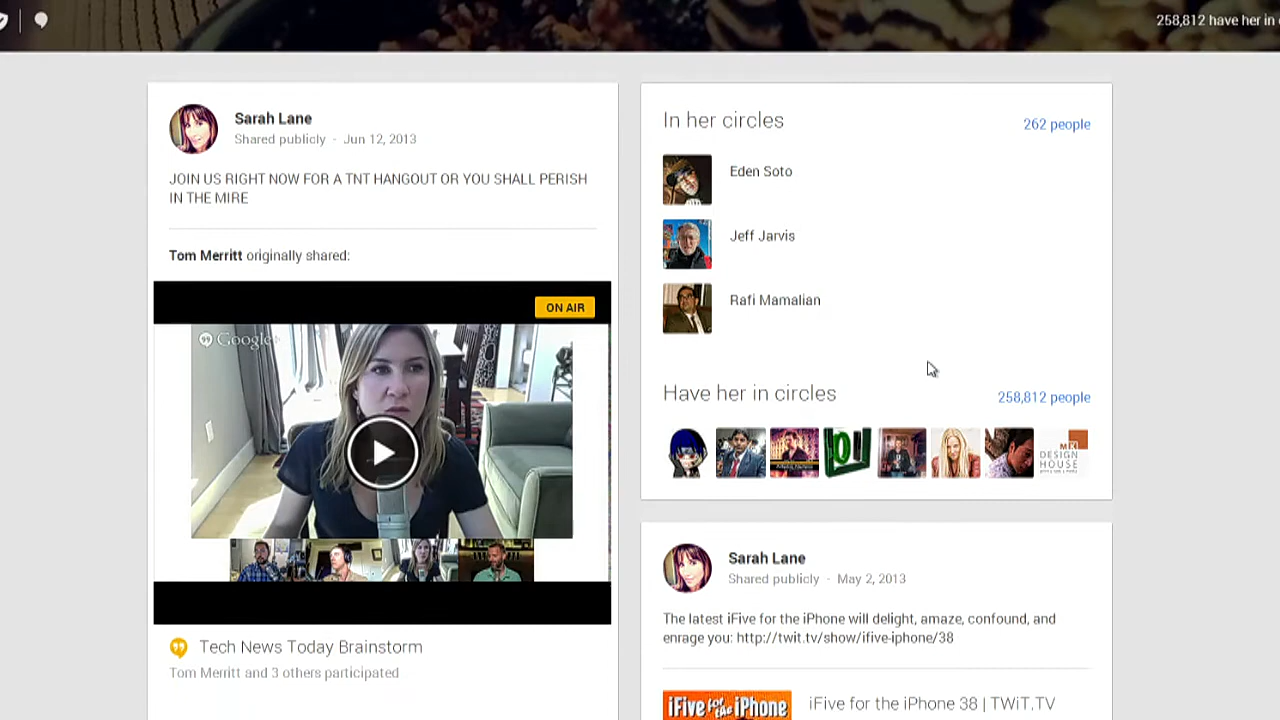 258,812 have her in
Sarah Lane
Shared publicly - Jun 12, 2013
JOIN US RIGHT NOW FOR A TNT HANGOUT OR YOU SHALL PERISH
IN THE MIRE
Tom Merritt originally shared:
ON AIR
Google
Tech News Today Brainstorm
Tom Merritt and 3 others participated
In her circles
262 people
Eden Soto
Jeff Jarvis
Rafi Mamalian
Have her in circles
258,812 people
MK
DESIGN
HOUSE
Sarah Lane
Shared publicly - May 2, 2013
The latest iFive for the iPhone will delight, amaze, confound, and
enrage you: http://twit.tv/show/ifive-iphone/38
iFive for the iPhone
iFive for the iPhone 38 | TWiT.TV